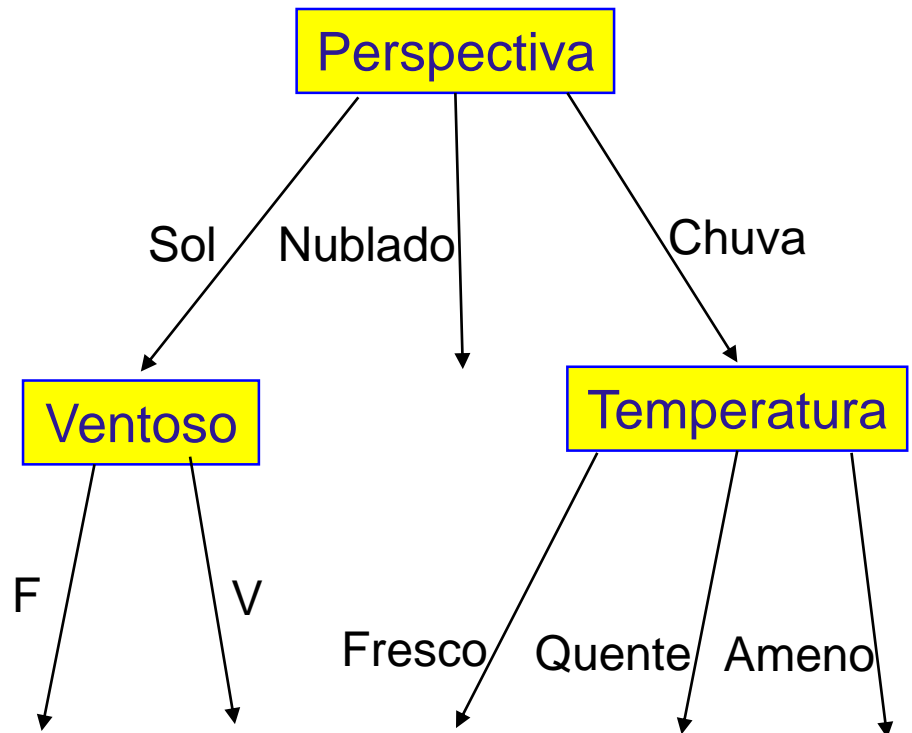 Perspectiva
Sol
Nublado
Chuva
Ventoso
Temperatura
F
V
Fresco
Quente
Ameno